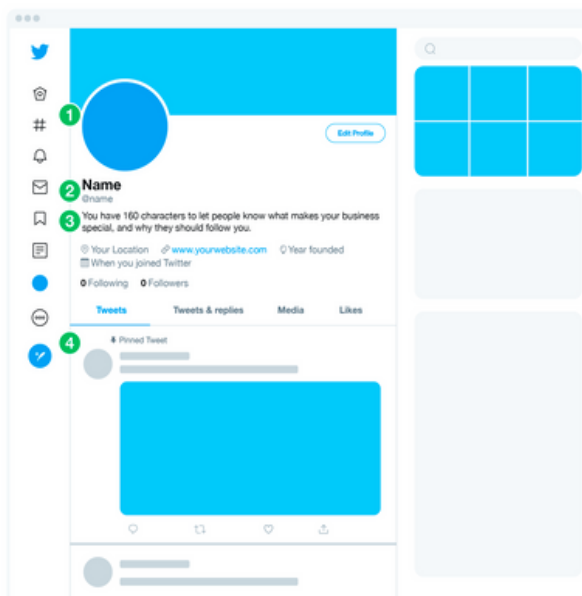 1
Edit Profile
2 Name
@name
3 You have 160 characters to let people know what makes your business
special, and why they should follow you.
Your Location www.yourwebsite.com Year founded
When you joined Twitter
0 Following 0 Followers
Tweets Tweets & replies Media Likes
4 Pinned Tweet